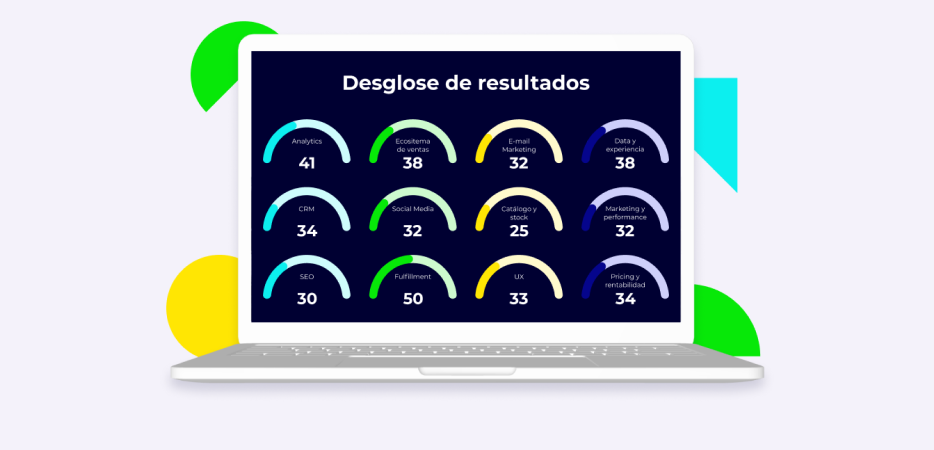 Desglose de resultados
Analytics
41
Ecositema
de ventas
38
E-mail
Marketing
32
Data y
experiencia
38
CRM
34
Social Media
32
Catálogo y
stock
25
Marketing y
performance
32
SEO
30
Fulfillment
50
UX
33
Pricing y
rentabilidad
34